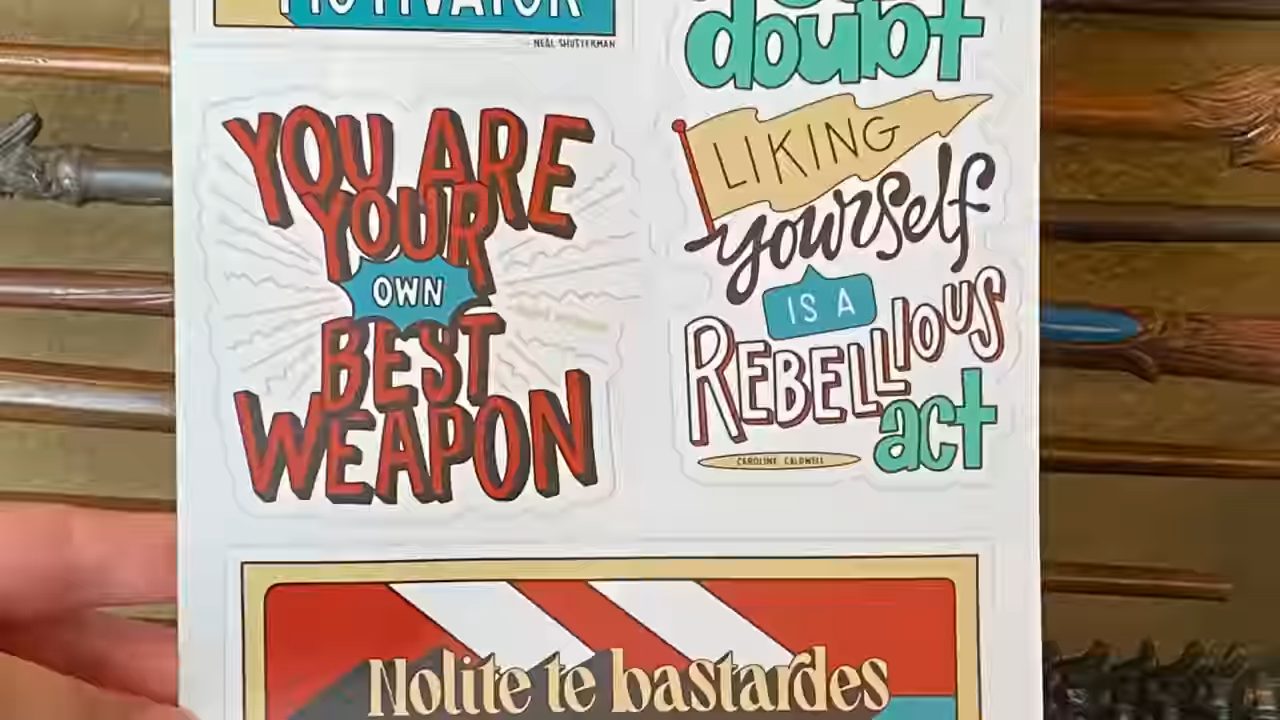 MOTIVATOR
NEAL SHUSTERMAN
YOU ARE
YOUR
OWN
BEST
WEAPON
doubt
LIKING
yourself
IS A
REBELLIOUS
act
CAROLINE CALDWELL
Nolite te bastardes